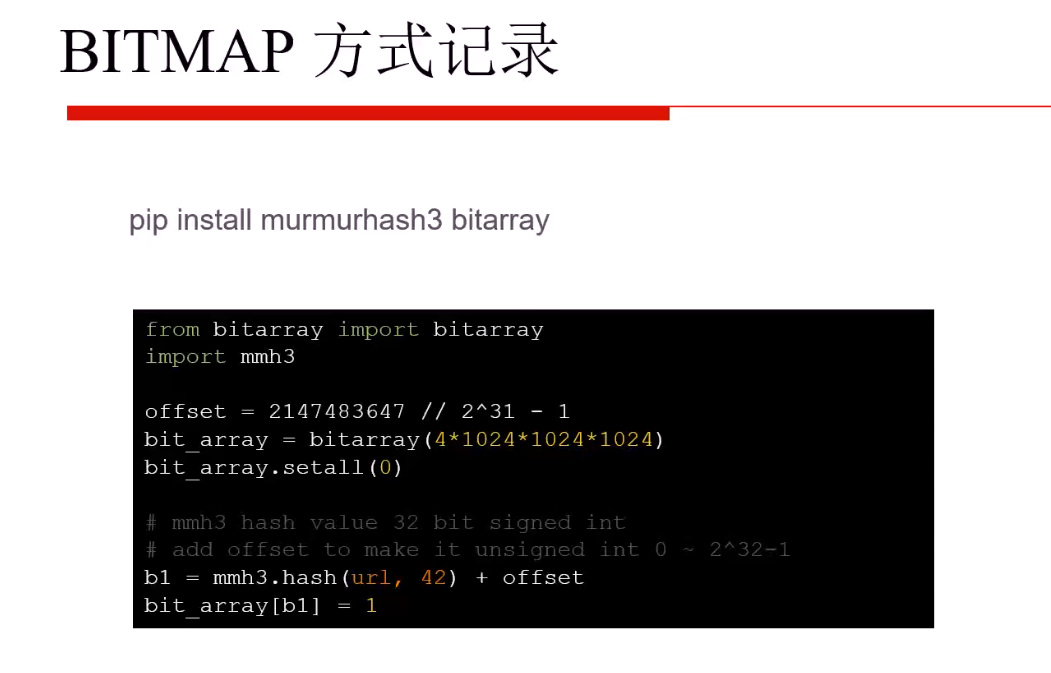 BITMAP 方式记录
pip install murmurhash3 bitarray
from bitarray import bitarray
import mmh3
offset = 2147483647 // 2^31 - 1
bit_array = bitarray(4*1024*1024*1024)
bit_array.setall(0)
# mmh3 hash value 32 bit signed int
# add offset to make it unsigned int 0 ~ 2^32-1
b1 = mmh3.hash(url, 42) + offset
bit_array[b1] = 1